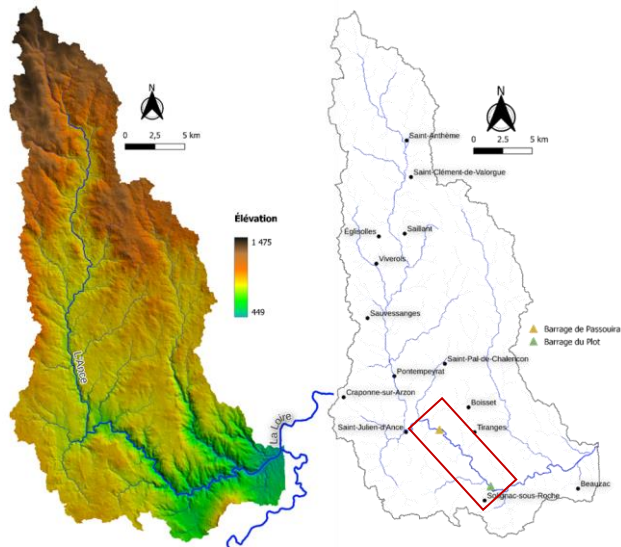 N
0 2,5 5 km
Élévation
1 475
449
L'Ance
La Loire
N
0 2,5 5 km
Saint-Anthème
Saint-Clément-de-Valorgue
Saillant
Églisolles
Viverols
Sauvessanges
Barrage de Passouira
Barrage du Plot
Saint-Pal-de-Chalencon
Pontempeyrat
Craponne-sur-Arzon
Boisset
Saint-Julien-d'Ance
Tiranges
Beauzac
Solignac-sous-Roche